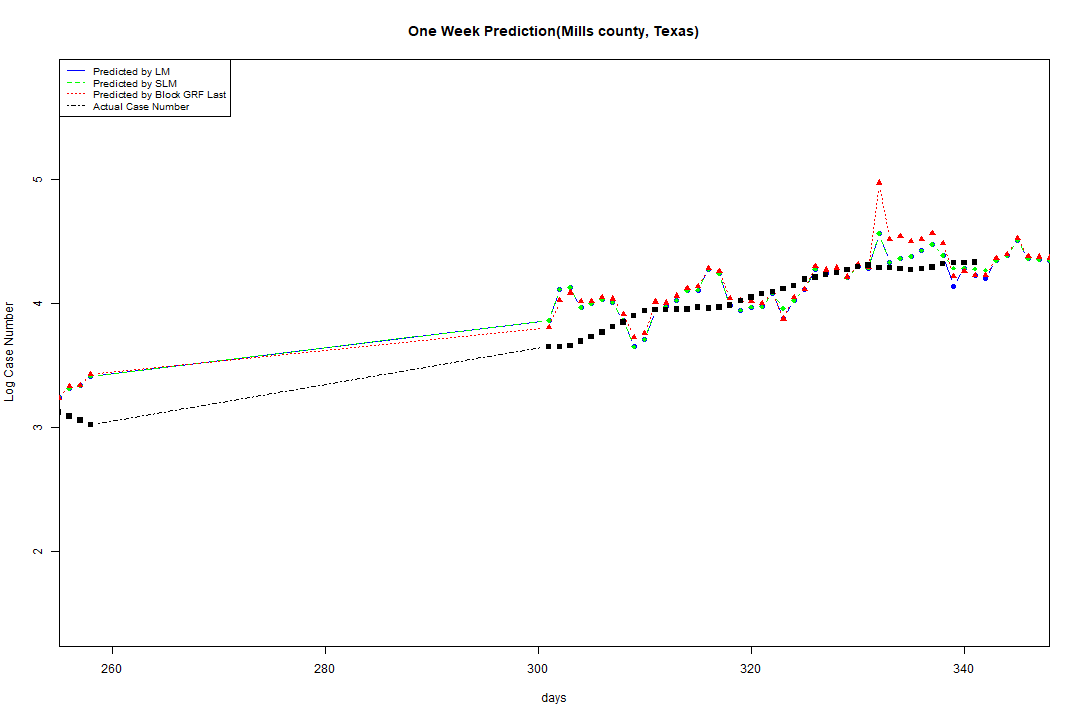 One Week Prediction(Mills county, Texas)
Predicted by LM
Predicted by SLM
Predicted by Block GRF Last
Actual Case Number
5
4
3
2
Log Case Number
260 280 300 320 340
days